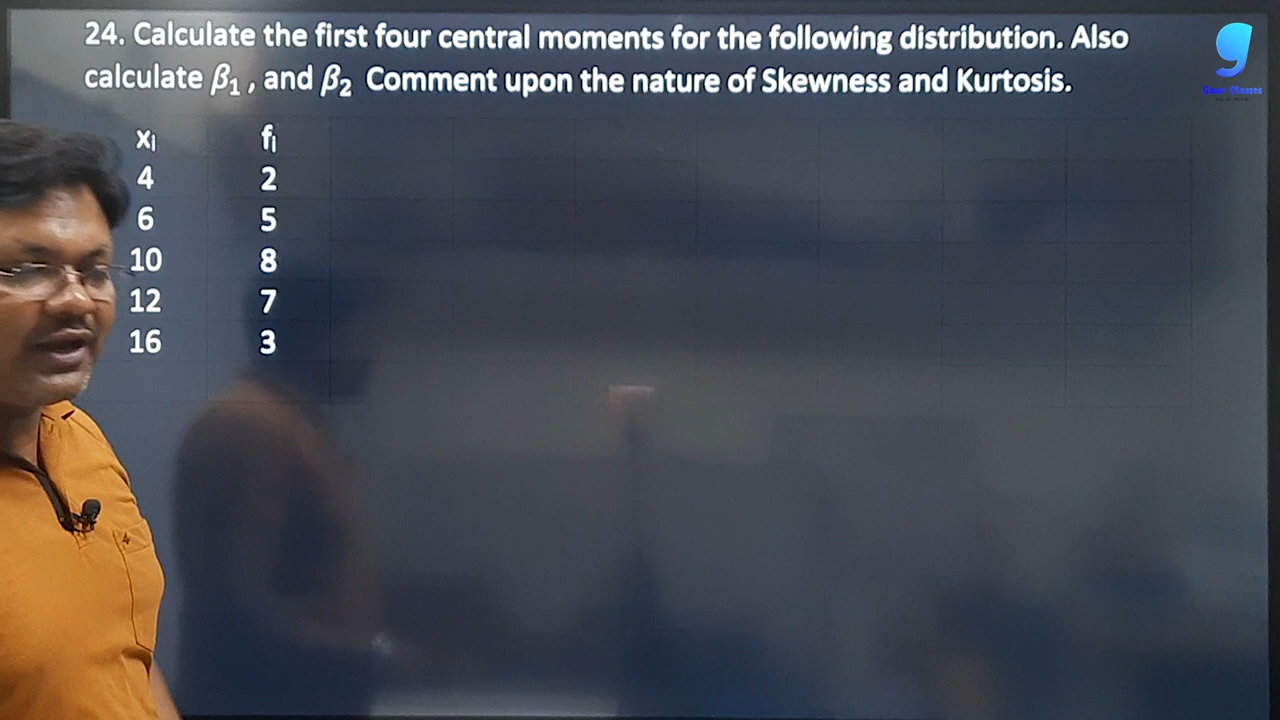 24. Calculate the first four central moments for the following distribution. Also
calculate β₁ , and β₂ Comment upon the nature of Skewness and Kurtosis.
xᵢ fᵢ
4 2
6 5
10 8
12 7
16 3